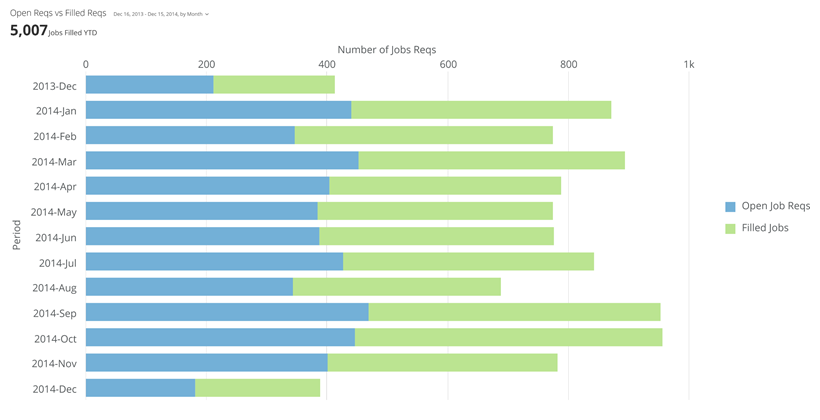 Open Reqs vs Filled Reqs Dec 16, 2013 - Dec 15, 2014, by Month
5,007 Jobs Filled YTD
Number of Jobs Reqs
0 200 400 600 800 1k
2013-Dec
2014-Jan
2014-Feb
2014-Mar
2014-Apr
2014-May
2014-Jun
2014-Jul
2014-Aug
2014-Sep
2014-Oct
2014-Nov
2014-Dec
Period
Open Job Reqs
Filled Jobs